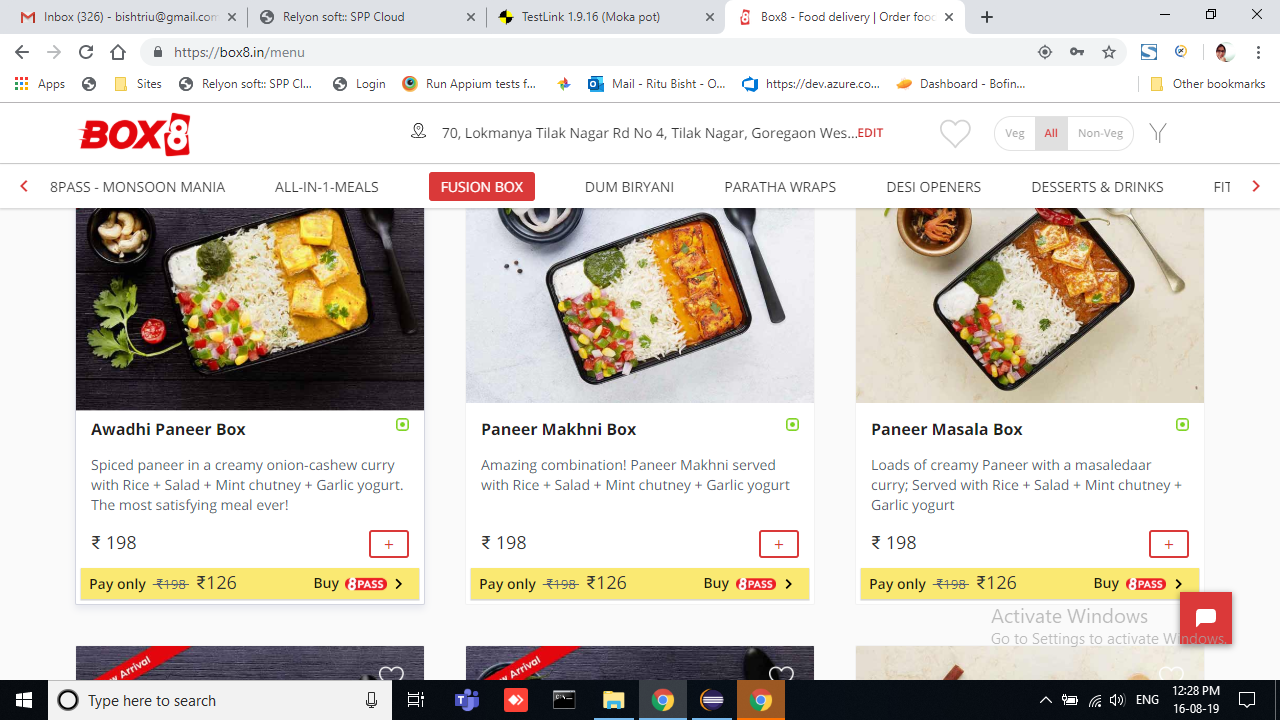 Inbox (326) - bishtriu@gmail.com
Relyon soft:: SPP Cloud
TestLink 1.9.16 (Moka pot)
Box8 - Food delivery | Order food
https://box8.in/menu
Apps
Sites
Relyon soft:: SPP Cl...
Login
Run Appium tests f...
Mail - Ritu Bisht - O...
https://dev.azure.co...
Dashboard - Bofin...
Other bookmarks
BOX8
70, Lokmanya Tilak Nagar Rd No 4, Tilak Nagar, Goregaon Wes...EDIT
Veg All Non-Veg
8PASS - MONSOON MANIA ALL-IN-1-MEALS FUSION BOX DUM BIRYANI PARATHA WRAPS DESI OPENERS DESSERTS & DRINKS FIT
Awadhi Paneer Box
Spiced paneer in a creamy onion-cashew curry
with Rice + Salad + Mint chutney + Garlic yogurt.
The most satisfying meal ever!
₹ 198 +
Pay only ₹198 ₹126 Buy 8PASS >
Paneer Makhni Box
Amazing combination! Paneer Makhni served
with Rice + Salad + Mint chutney + Garlic yogurt
₹ 198 +
Pay only ₹198 ₹126 Buy 8PASS >
Paneer Masala Box
Loads of creamy Paneer with a masaledaar
curry; Served with Rice + Salad + Mint chutney +
Garlic yogurt
₹ 198 +
Pay only ₹198 ₹126 Buy 8PASS >
Activate Windows
Go to Settings to activate Windows.
Arrival
Arrival
Type here to search
ENG
12:28 PM
16-08-19